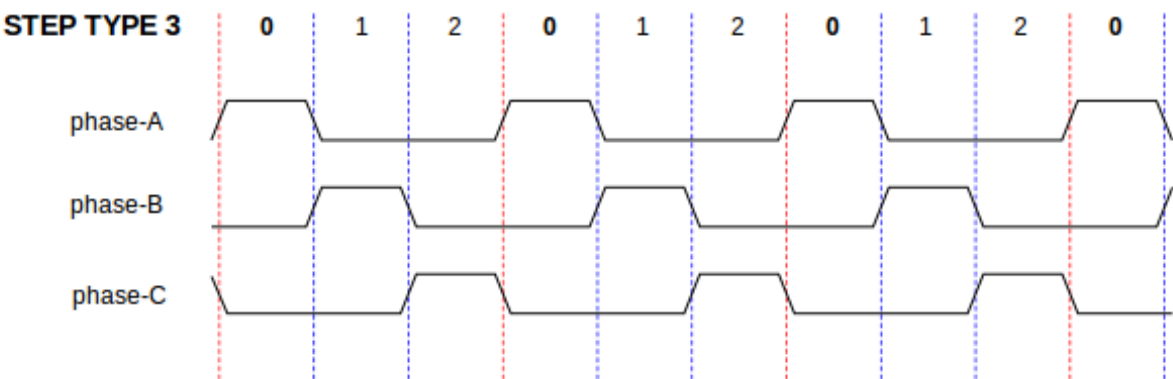 STEP TYPE 3 0 1 2 0 1 2 0 1 2 0
phase-A
phase-B
phase-C